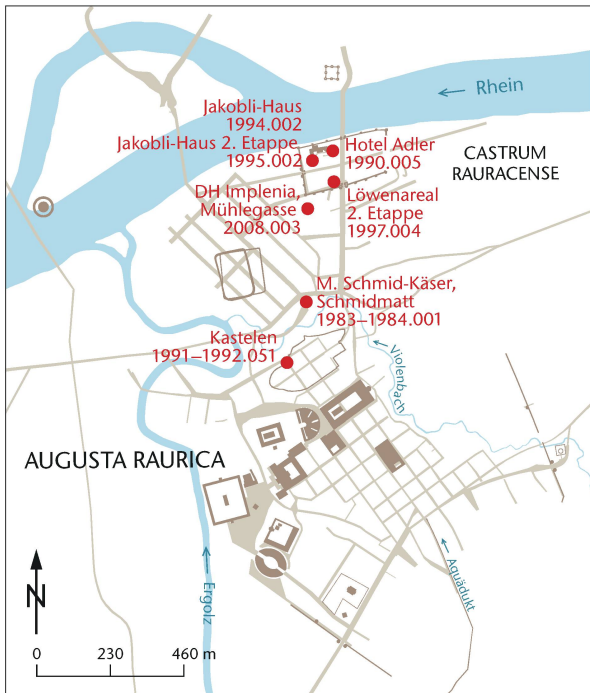 Rhein
Jakobli-Haus
1994.002
Jakobli-Haus 2. Etappe
1995.002
Hotel Adler
1990.005
CASTRUM
RAURACENSE
DH Implenia,
Mühlegasse
2008.003
Löwenareal
2. Etappe
1997.004
M. Schmid-Käser,
Schmidmatt
1983–1984.001
Kastelen
1991–1992.051
Violenbach
AUGUSTA RAURICA
Ergolz
Aquädukt
N
0 230 460 m